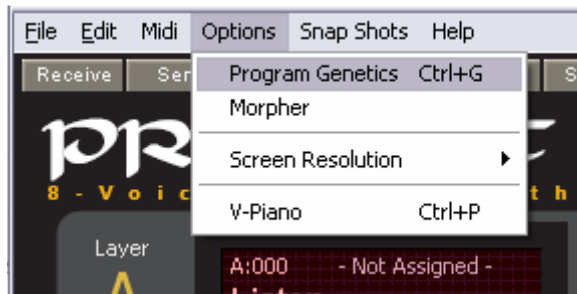 File Edit Midi Options Snap Shots Help
Receive
Program Genetics Ctrl+G
Morpher
Screen Resolution
V-Piano Ctrl+P
Layer
A
A:000 - Not Assigned -